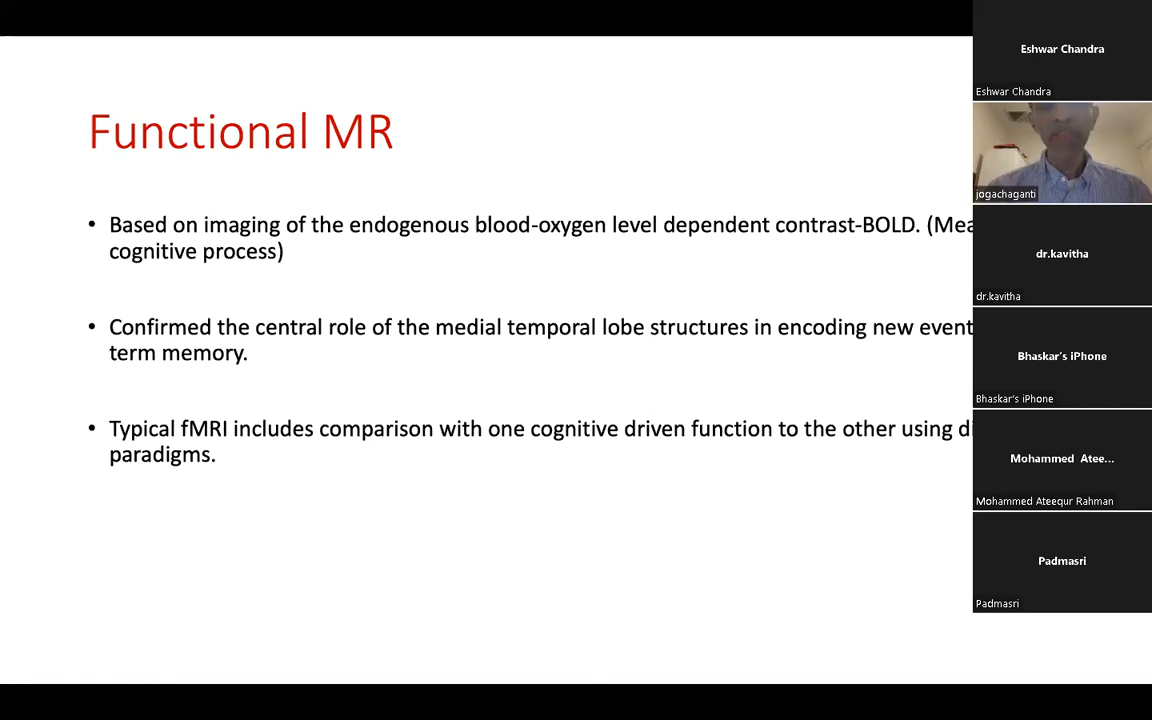 Functional MR
• Based on imaging of the endogenous blood-oxygen level dependent contrast-BOLD. (Mea
cognitive process)
• Confirmed the central role of the medial temporal lobe structures in encoding new event
term memory.
• Typical fMRI includes comparison with one cognitive driven function to the other using di
paradigms.
Eshwar Chandra
Eshwar Chandra
jogachaganti
dr.kavitha
dr.kavitha
Bhaskar's iPhone
Bhaskar's iPhone
Mohammed Atee...
Mohammed Ateequr Rahman
Padmasri
Padmasri